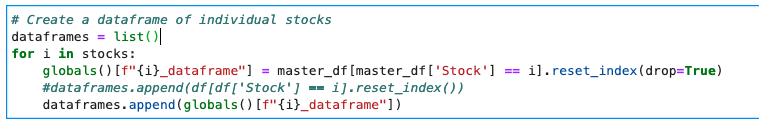 # Create a dataframe of individual stocks
dataframes = list()
for i in stocks:
    globals()[f"{i}_dataframe"] = master_df[master_df['Stock'] == i].reset_index(drop=True)
    #dataframes.append(df[df['Stock'] == i].reset_index())
    dataframes.append(globals()[f"{i}_dataframe"])